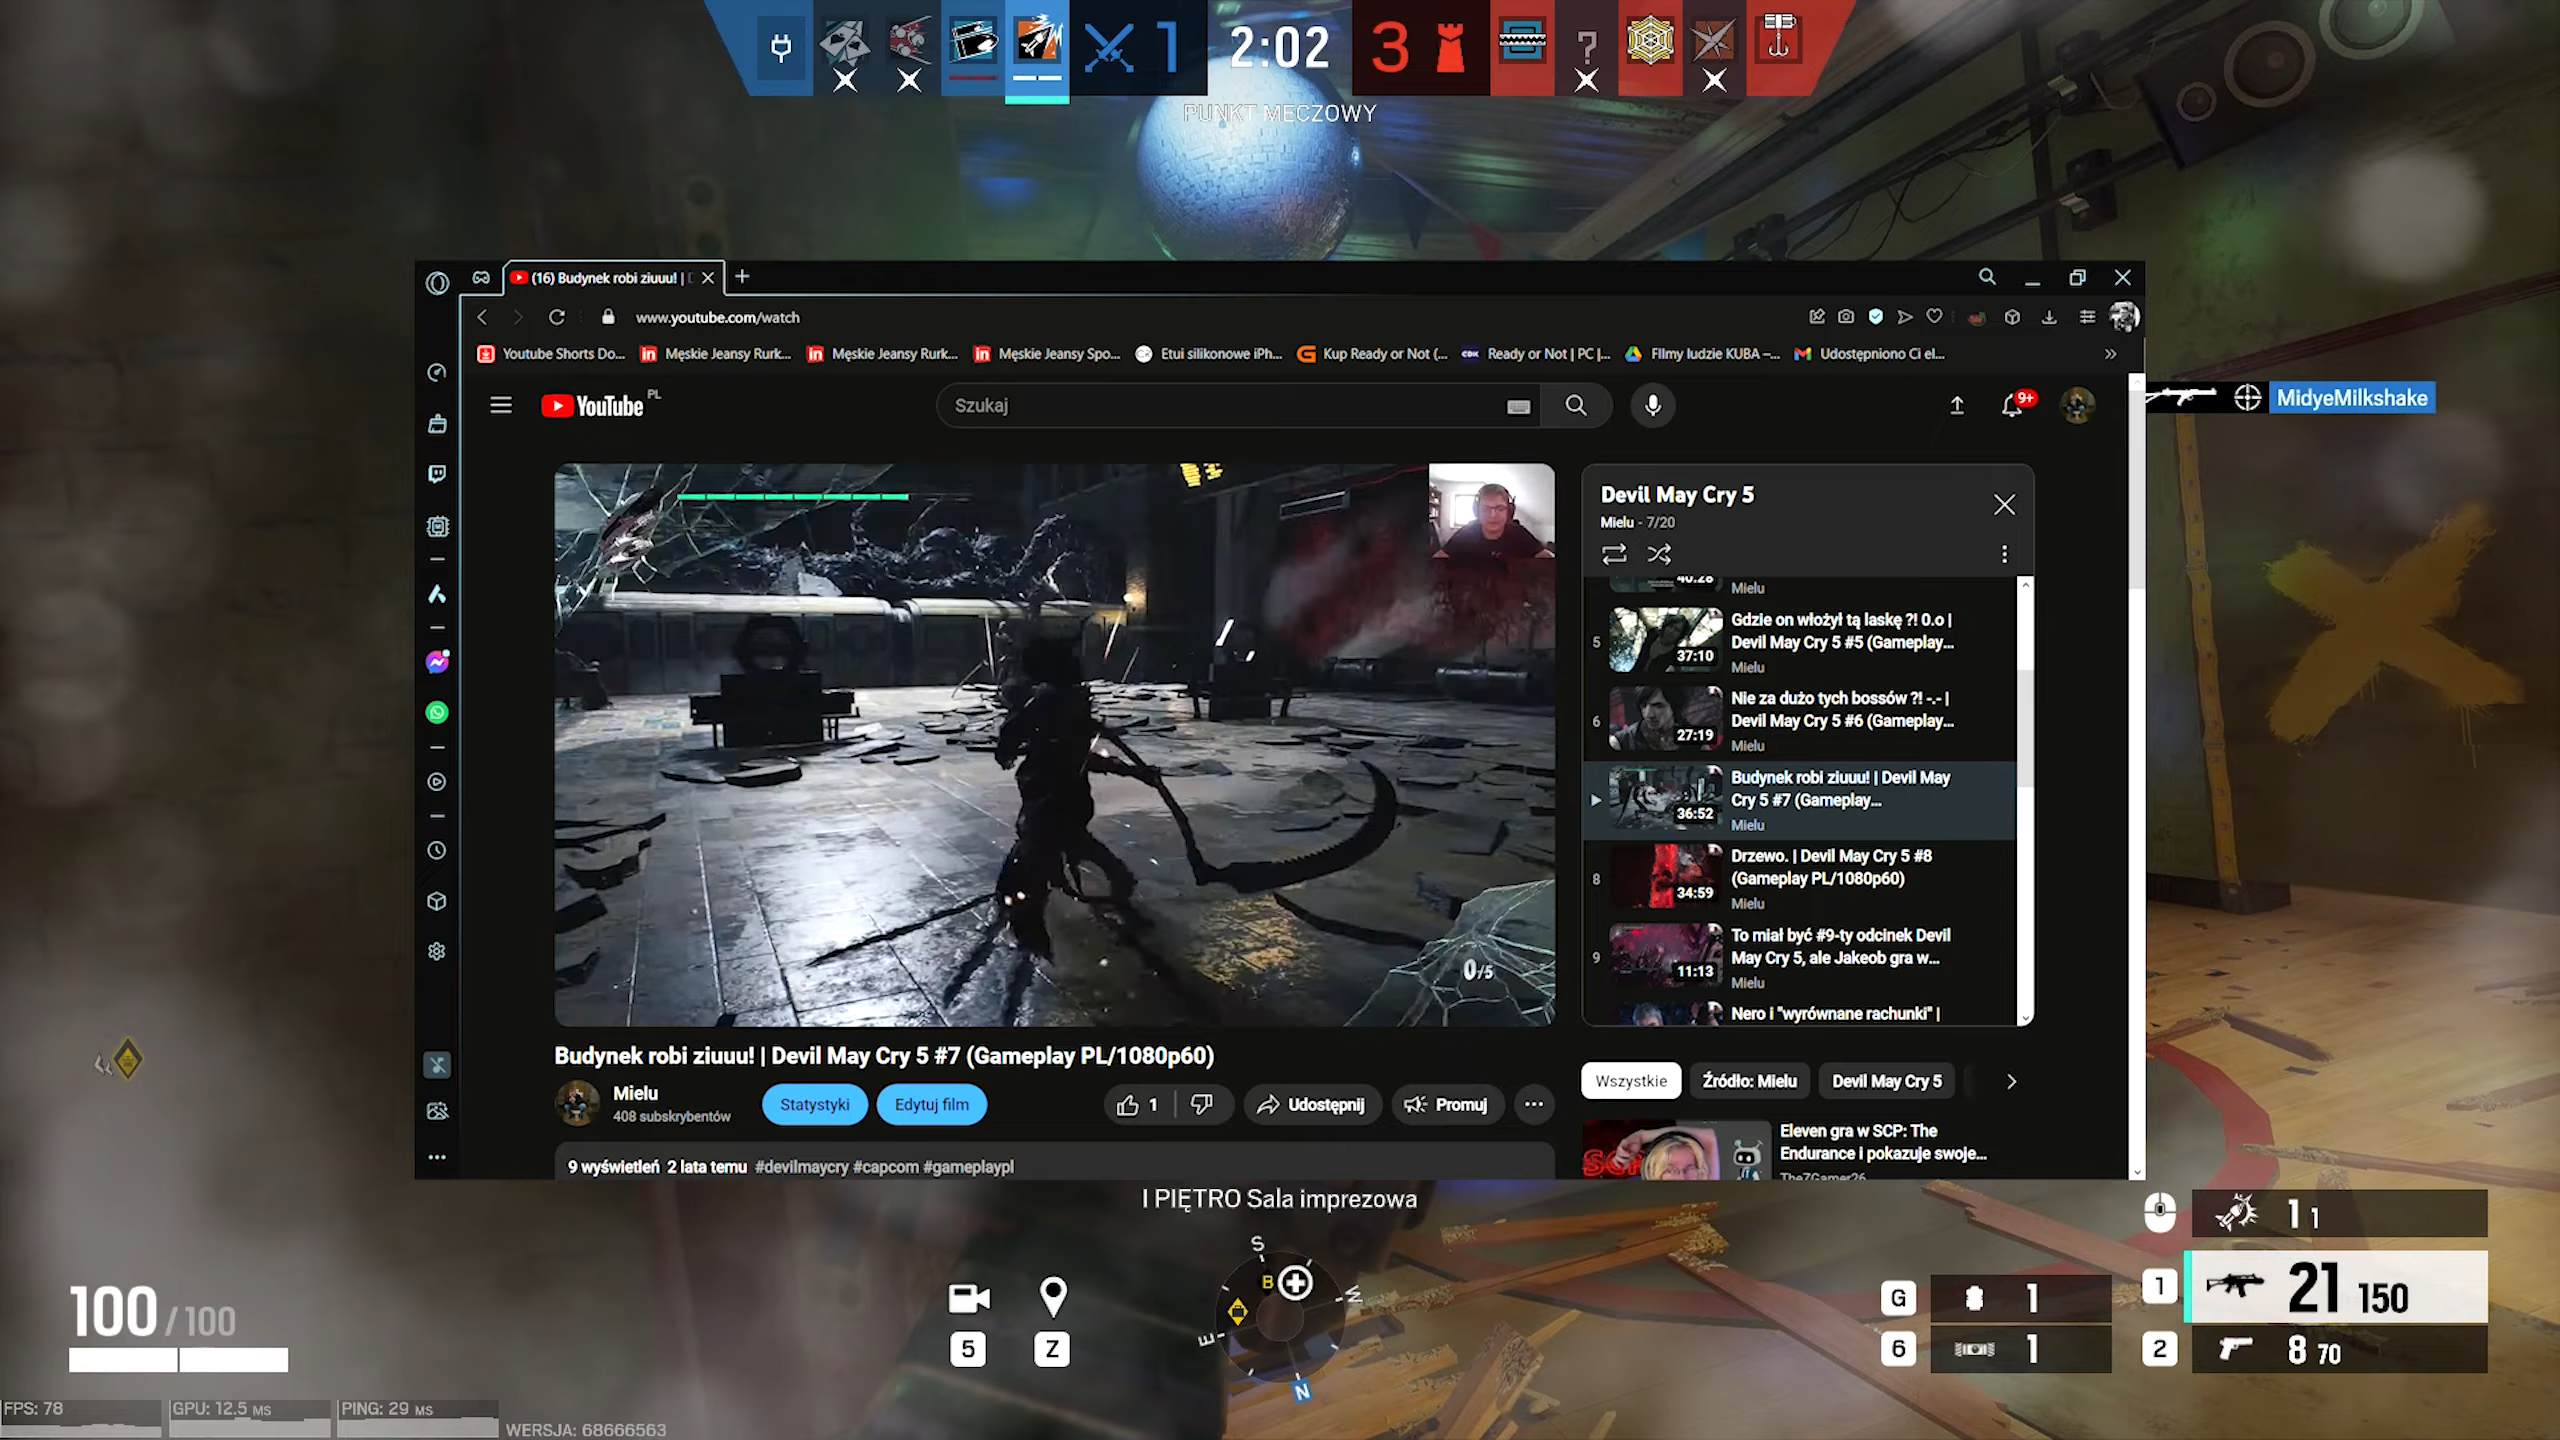 1
2:02
3
?
PUNKT MECZOWY
(16) Budynek robi ziuuu! |
www.youtube.com/watch
Youtube Shorts Do...
Męskie Jeansy Rurk...
Męskie Jeansy Rurk...
Męskie Jeansy Spo...
Etui silikonowe iPh...
Kup Ready or Not (...
Ready or Not | PC |...
Filmy ludzie KUBA –...
Udostępniono Ci el...
YouTube PL
Szukaj
9+
MidyeMilkshake
0/5
Devil May Cry 5
Mielu - 7/20
40:28
Mielu
5
37:10
Gdzie on włożył tą laskę ?! 0.o |
Devil May Cry 5 #5 (Gameplay...
Mielu
6
27:19
Nie za dużo tych bossów ?! -.- |
Devil May Cry 5 #6 (Gameplay...
Mielu
36:52
Budynek robi ziuuu! | Devil May
Cry 5 #7 (Gameplay...
Mielu
8
34:59
Drzewo. | Devil May Cry 5 #8
(Gameplay PL/1080p60)
Mielu
9
11:13
To miał być #9-ty odcinek Devil
May Cry 5, ale Jakeob gra w...
Mielu
Nero i "wyrównane rachunki" |
Budynek robi ziuuu! | Devil May Cry 5 #7 (Gameplay PL/1080p60)
Mielu
408 subskrybentów
Statystyki
Edytuj film
1
Udostępnij
Promuj
9 wyświetleń 2 lata temu #devilmaycry #capcom #gameplaypl
Wszystkie
Źródło: Mielu
Devil May Cry 5
Eleven gra w SCP: The
Endurance i pokazuje swoje...
TheZGamer26
I PIĘTRO Sala imprezowa
S
B
E
N
100 / 100
5
Z
G 1
6 1
1 1
1 21 150
2 8 70
FPS: 78
GPU: 12.5 MS
PING: 29 MS
WERSJA: 68666563